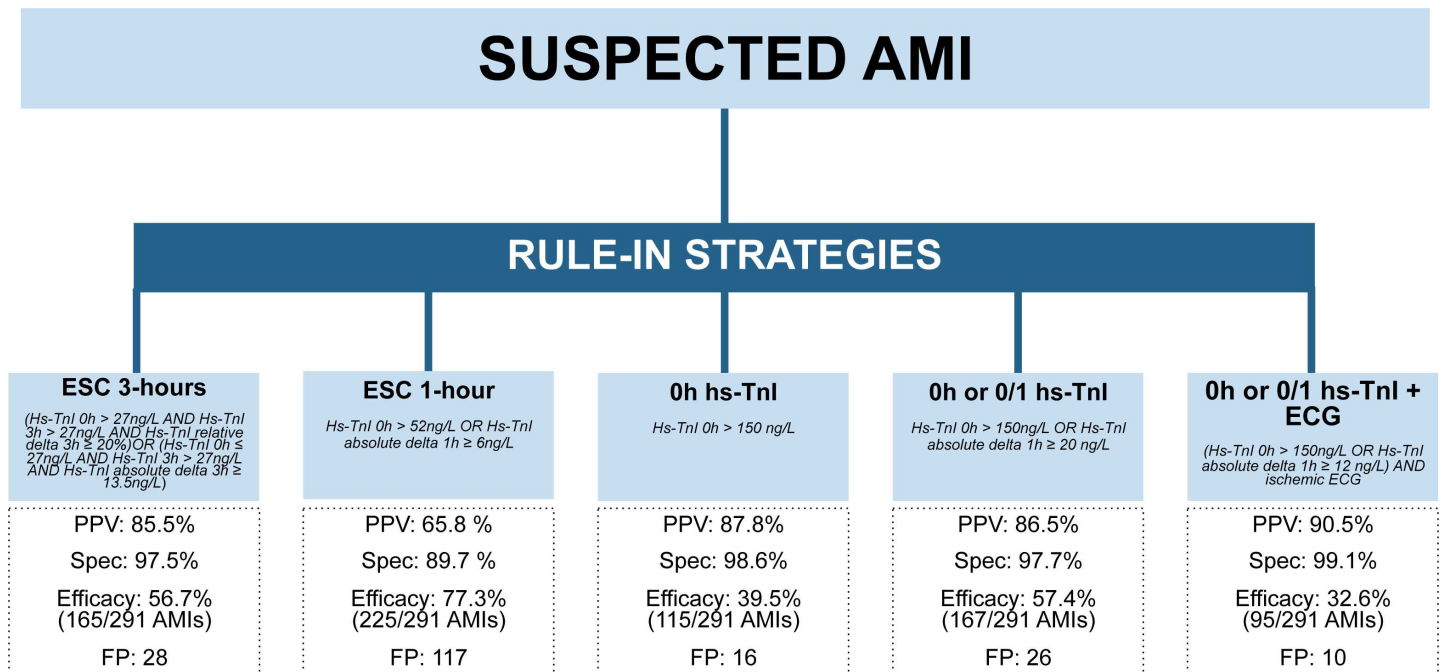 SUSPECTED AMI
RULE-IN STRATEGIES
ESC 3-hours
(Hs-TnI 0h > 27ng/L AND Hs-TnI
3h > 27ng/L AND Hs-TnI relative
delta 3h ≥ 20%)OR (Hs-TnI 0h ≤
27ng/L AND Hs-TnI 3h > 27ng/L
AND Hs-TnI absolute delta 3h ≥
13.5ng/L)
PPV: 85.5%
Spec: 97.5%
Efficacy: 56.7%
(165/291 AMIs)
FP: 28
ESC 1-hour
Hs-TnI 0h > 52ng/L OR Hs-TnI
absolute delta 1h ≥ 6ng/L
PPV: 65.8 %
Spec: 89.7 %
Efficacy: 77.3%
(225/291 AMIs)
FP: 117
0h hs-TnI
Hs-TnI 0h > 150 ng/L
PPV: 87.8%
Spec: 98.6%
Efficacy: 39.5%
(115/291 AMIs)
FP: 16
0h or 0/1 hs-TnI
Hs-TnI 0h > 150ng/L OR Hs-TnI
absolute delta 1h ≥ 20 ng/L
PPV: 86.5%
Spec: 97.7%
Efficacy: 57.4%
(167/291 AMIs)
FP: 26
0h or 0/1 hs-TnI +
ECG
(Hs-TnI 0h > 150ng/L OR Hs-TnI
absolute delta 1h ≥ 12 ng/L) AND
ischemic ECG
PPV: 90.5%
Spec: 99.1%
Efficacy: 32.6%
(95/291 AMIs)
FP: 10